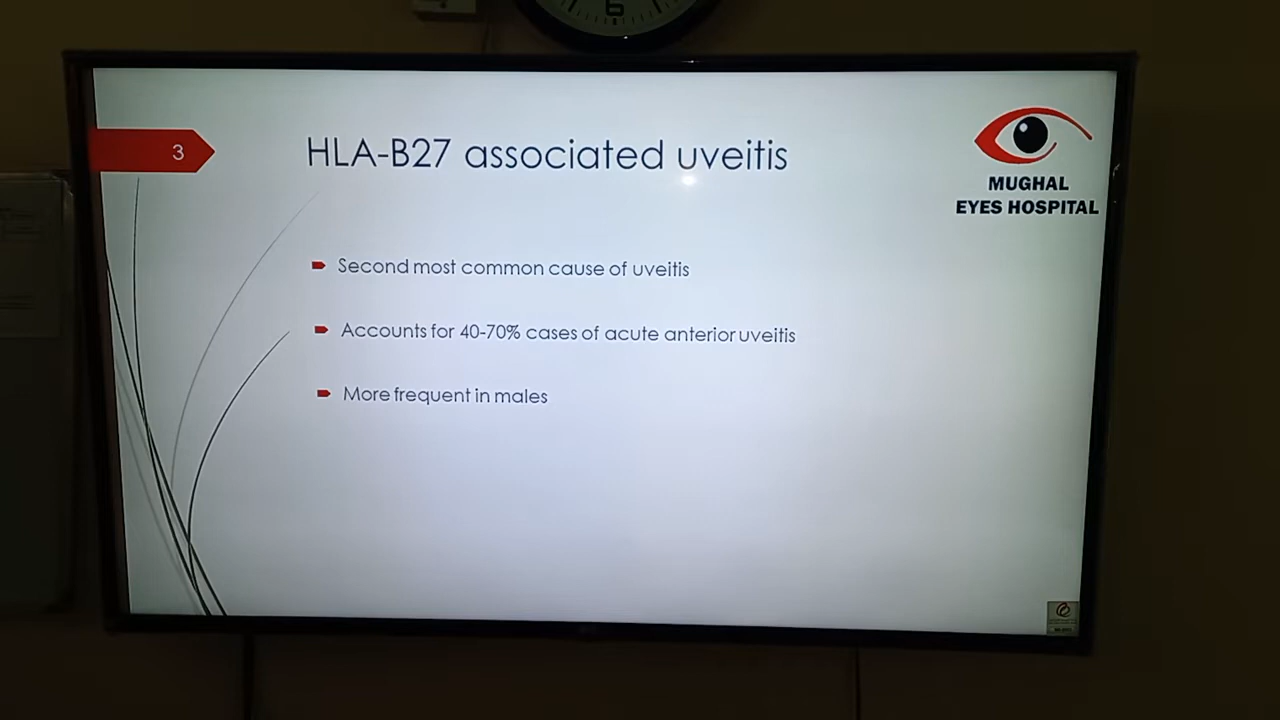 6
3
HLA-B27 associated uveitis
MUGHAL
EYES HOSPITAL
Second most common cause of uveitis
Accounts for 40-70% cases of acute anterior uveitis
More frequent in males